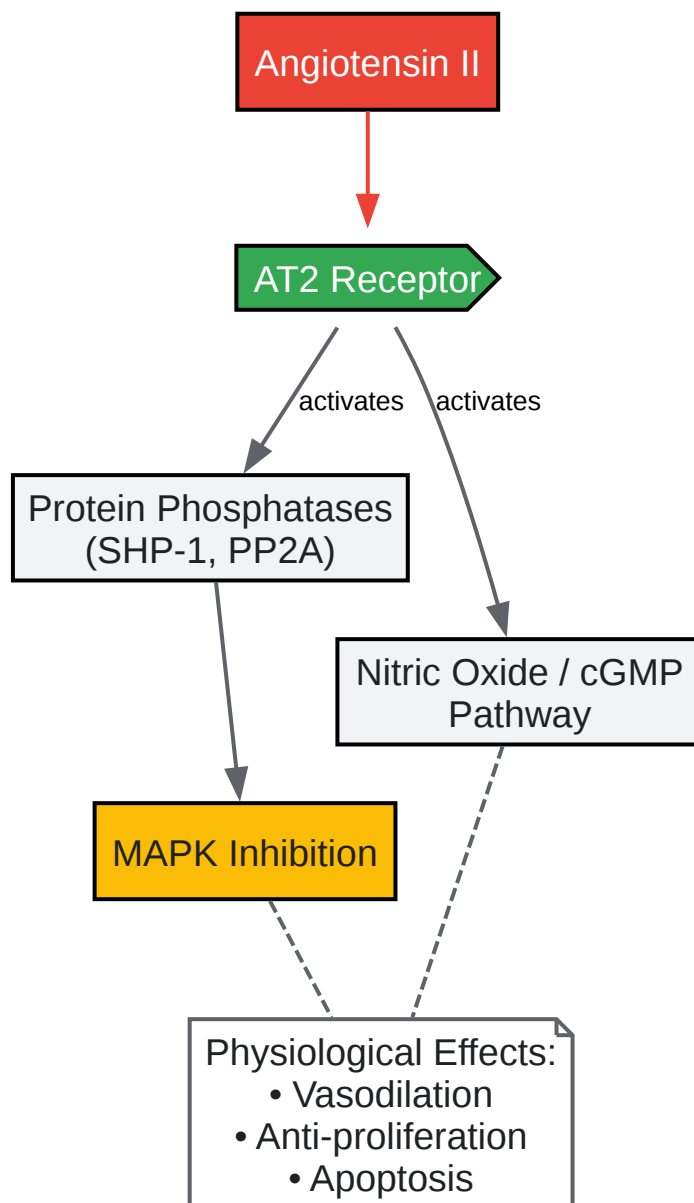 Angiotensin II
AT2 Receptor
activates
activates
Protein Phosphatases
(SHP-1, PP2A)
Nitric Oxide / cGMP
Pathway
MAPK Inhibition
Physiological Effects:
• Vasodilation
• Anti-proliferation
• Apoptosis